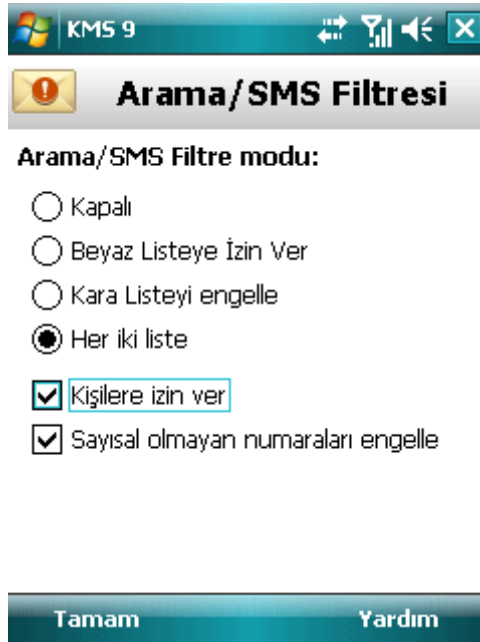 KMS 9
Arama/SMS Filtresi
Arama/SMS Filtre modu:
Kapalı
Beyaz Listeye İzin Ver
Kara Listeyi engelle
Her iki liste
Kişilere izin ver
Sayısal olmayan numaraları engelle
Tamam Yardım